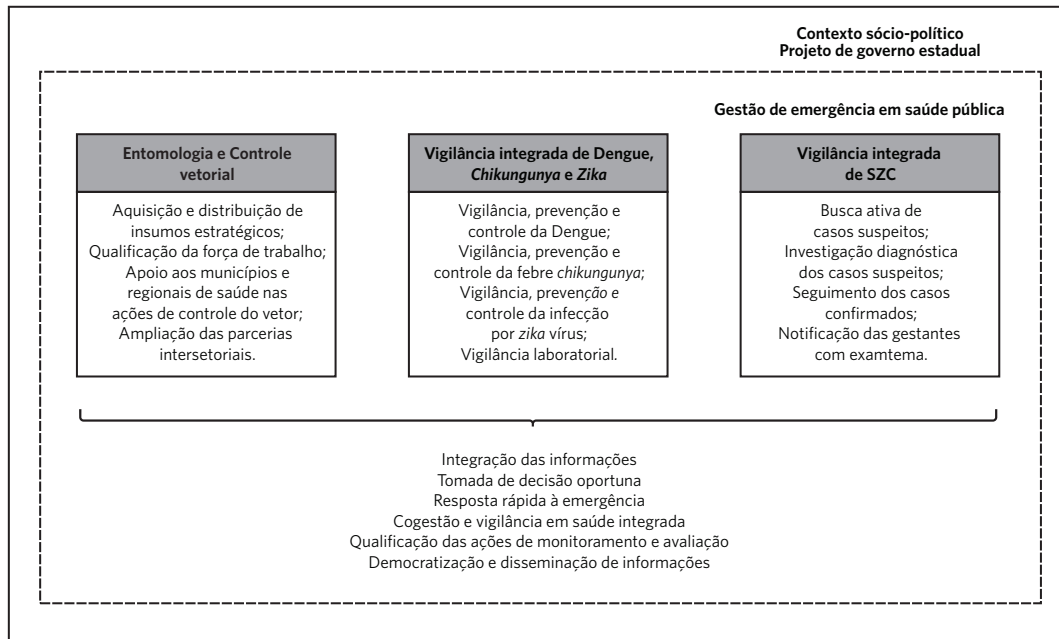 Contexto sócio-político
Projeto de governo estadual
Gestão de emergência em saúde pública
Entomologia e Controle
vetorial
Aquisição e distribuição de
insumos estratégicos;
Qualificação da força de trabalho;
Apoio aos municípios e
regionais de saúde nas
ações de controle do vetor;
Ampliação das parcerias
intersetoriais.
Vigilância integrada de Dengue,
Chikungunya e Zika
Vigilância, prevenção e
controle da Dengue;
Vigilância, prevenção e
controle da febre chikungunya;
Vigilância, prevenção e
controle da infecção
por zika vírus;
Vigilância laboratorial.
Vigilância integrada
de SZC
Busca ativa de
casos suspeitos;
Investigação diagnóstica
dos casos suspeitos;
Seguimento dos casos
confirmados;
Notificação das gestantes
com examtema.
Integração das informações
Tomada de decisão oportuna
Resposta rápida à emergência
Cogestão e vigilância em saúde integrada
Qualificação das ações de monitoramento e avaliação
Democratização e disseminação de informações